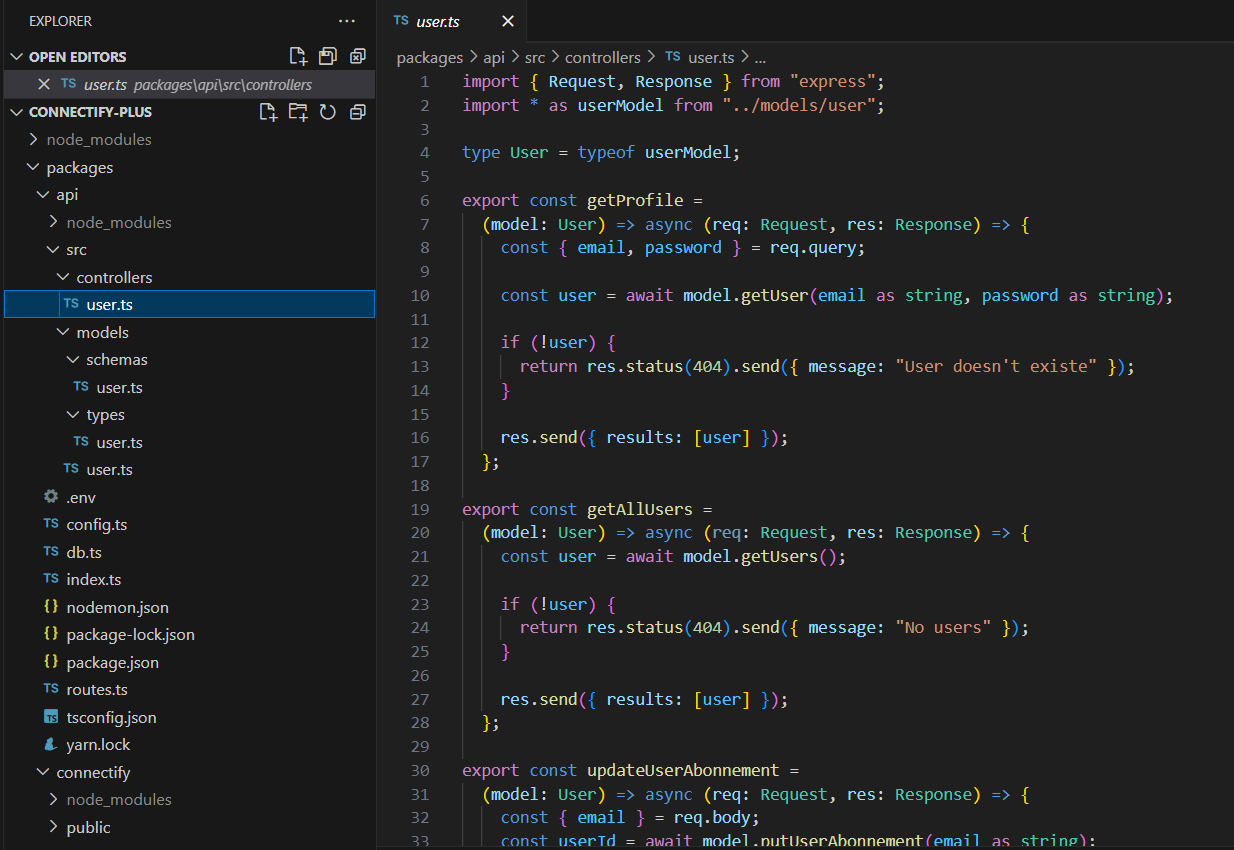 EXPLORER
OPEN EDITORS
TS user.ts packages\api\src\controllers
CONNECTIFY-PLUS
node_modules
packages
api
node_modules
src
controllers
TS user.ts
models
schemas
TS user.ts
types
TS user.ts
TS user.ts
.env
TS config.ts
TS db.ts
TS index.ts
{} nodemon.json
{} package-lock.json
{} package.json
TS routes.ts
TS tsconfig.json
yarn.lock
connectify
node_modules
public
TS user.ts
packages > api > src > controllers > TS user.ts > ...
1 import { Request, Response } from "express";
2 import * as userModel from "../models/user";
3
4 type User = typeof userModel;
5
6 export const getProfile =
7 (model: User) => async (req: Request, res: Response) => {
8 const { email, password } = req.query;
9
10 const user = await model.getUser(email as string, password as string);
11
12 if (!user) {
13 return res.status(404).send({ message: "User doesn't existe" });
14 }
15
16 res.send({ results: [user] });
17 };
18
19 export const getAllUsers =
20 (model: User) => async (req: Request, res: Response) => {
21 const user = await model.getUsers();
22
23 if (!user) {
24 return res.status(404).send({ message: "No users" });
25 }
26
27 res.send({ results: [user] });
28 };
29
30 export const updateUserAbonnement =
31 (model: User) => async (req: Request, res: Response) => {
32 const { email } = req.body;
33 const userId = await model.putUserAbonnement(email as string);